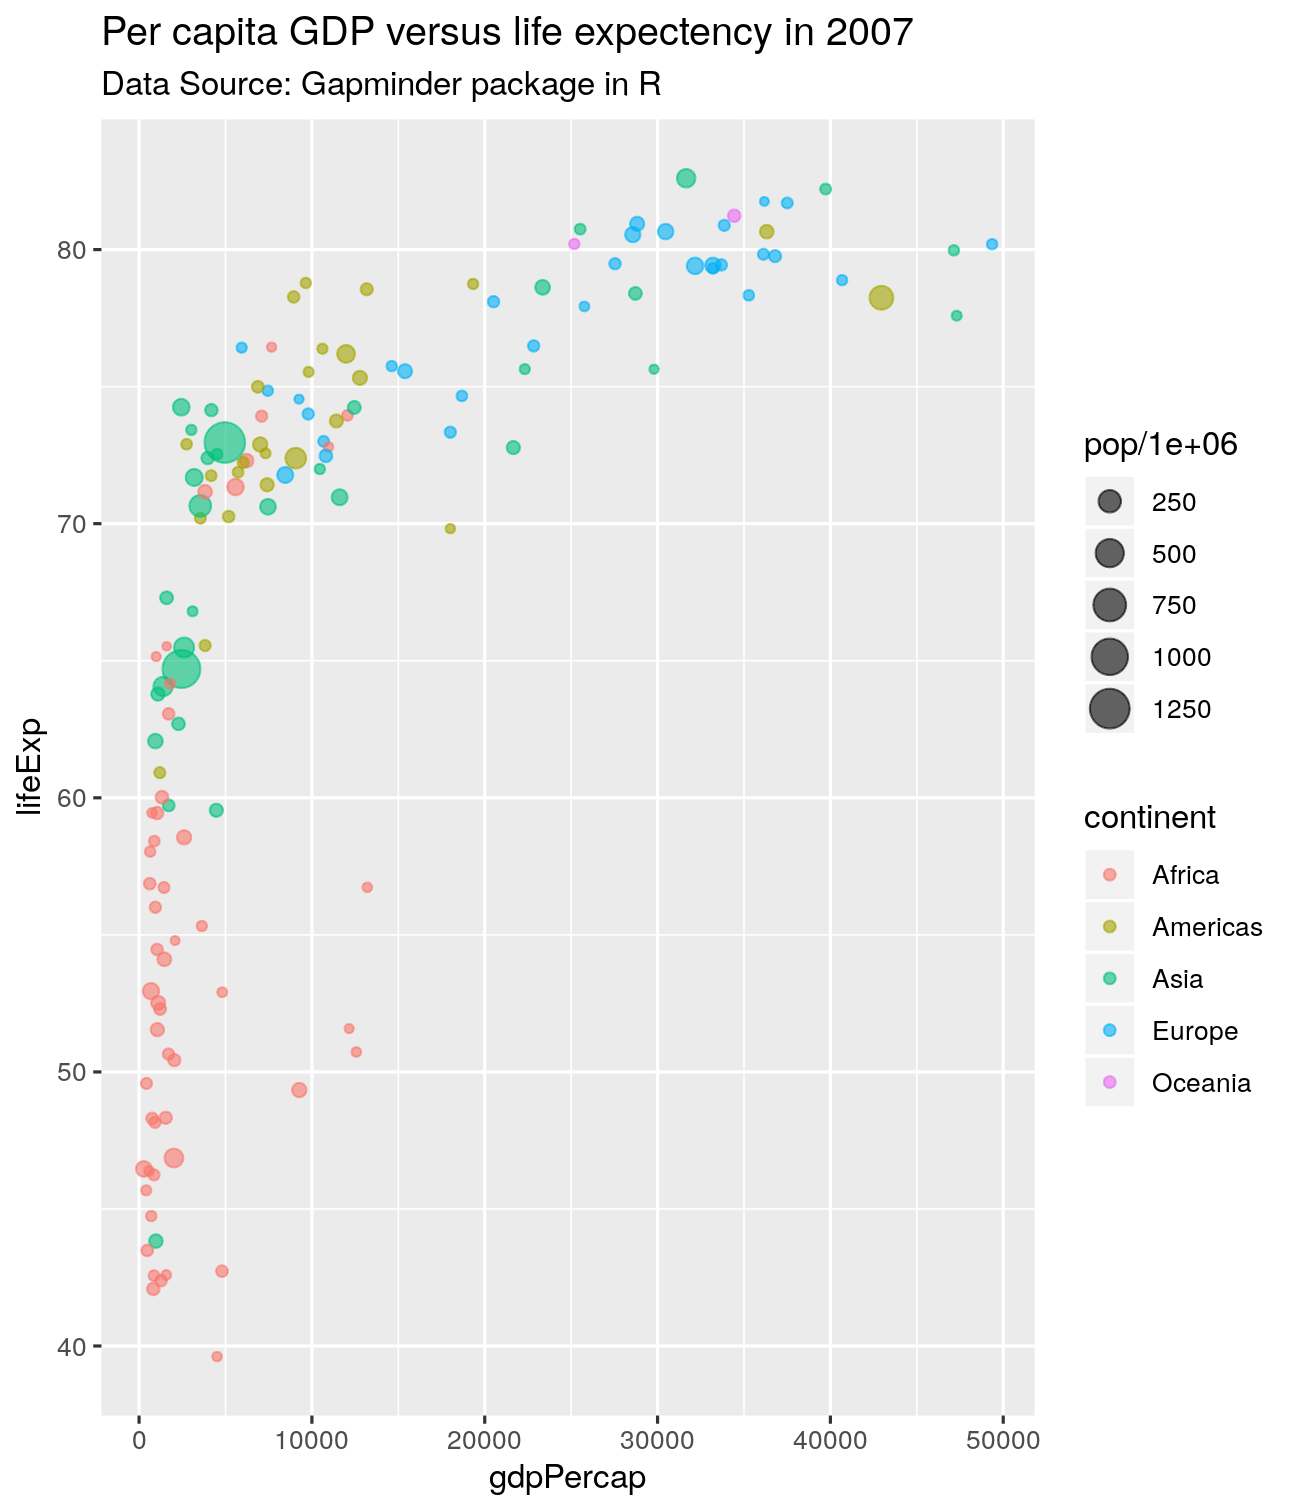 Per capita GDP versus life expectency in 2007
Data Source: Gapminder package in R
lifeExp
80
70
60
50
40
0 10000 20000 30000 40000 50000
gdpPercap
pop/1e+06
250
500
750
1000
1250
continent
Africa
Americas
Asia
Europe
Oceania